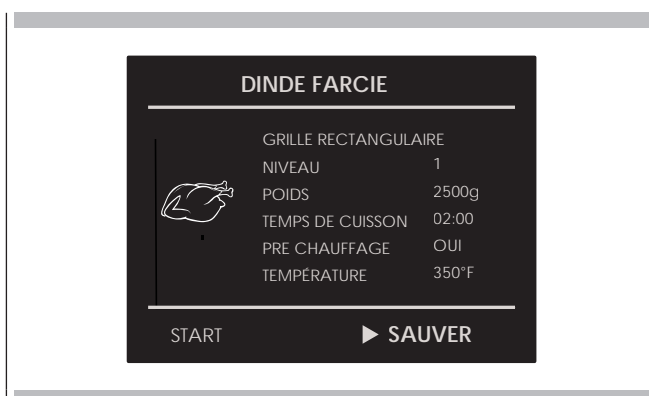 DINDE FARCIE
GRILLE RECTANGULAIRE
NIVEAU 1
POIDS 2500g
TEMPS DE CUISSON 02:00
PRE CHAUFFAGE OUI
TEMPÉRATURE 350°F
START ▶ SAUVER